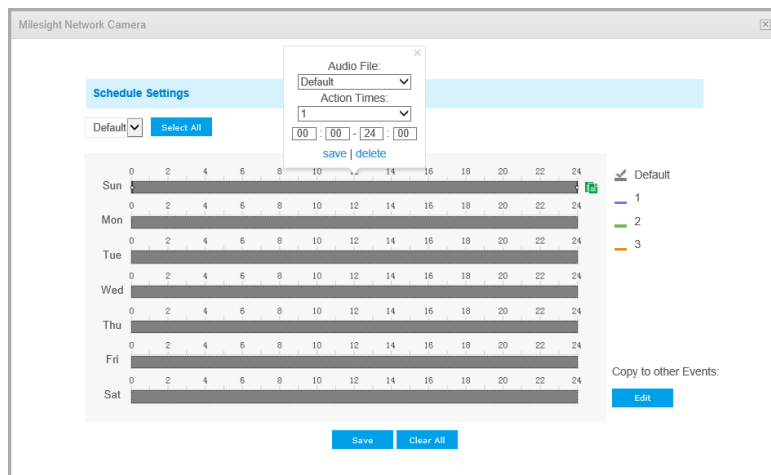 Milesight Network Camera
Audio File:
Default
Action Times:
1
00 : 00 - 24 : 00
save | delete
Schedule Settings
Default Select All
0 2 4 6 8 10 12 14 16 18 20 22 24
Sun
0 2 4 6 8 10 12 14 16 18 20 22 24
Mon
0 2 4 6 8 10 12 14 16 18 20 22 24
Tue
0 2 4 6 8 10 12 14 16 18 20 22 24
Wed
0 2 4 6 8 10 12 14 16 18 20 22 24
Thu
0 2 4 6 8 10 12 14 16 18 20 22 24
Fri
0 2 4 6 8 10 12 14 16 18 20 22 24
Sat
Default
1
2
3
Copy to other Events:
Edit
Save Clear All